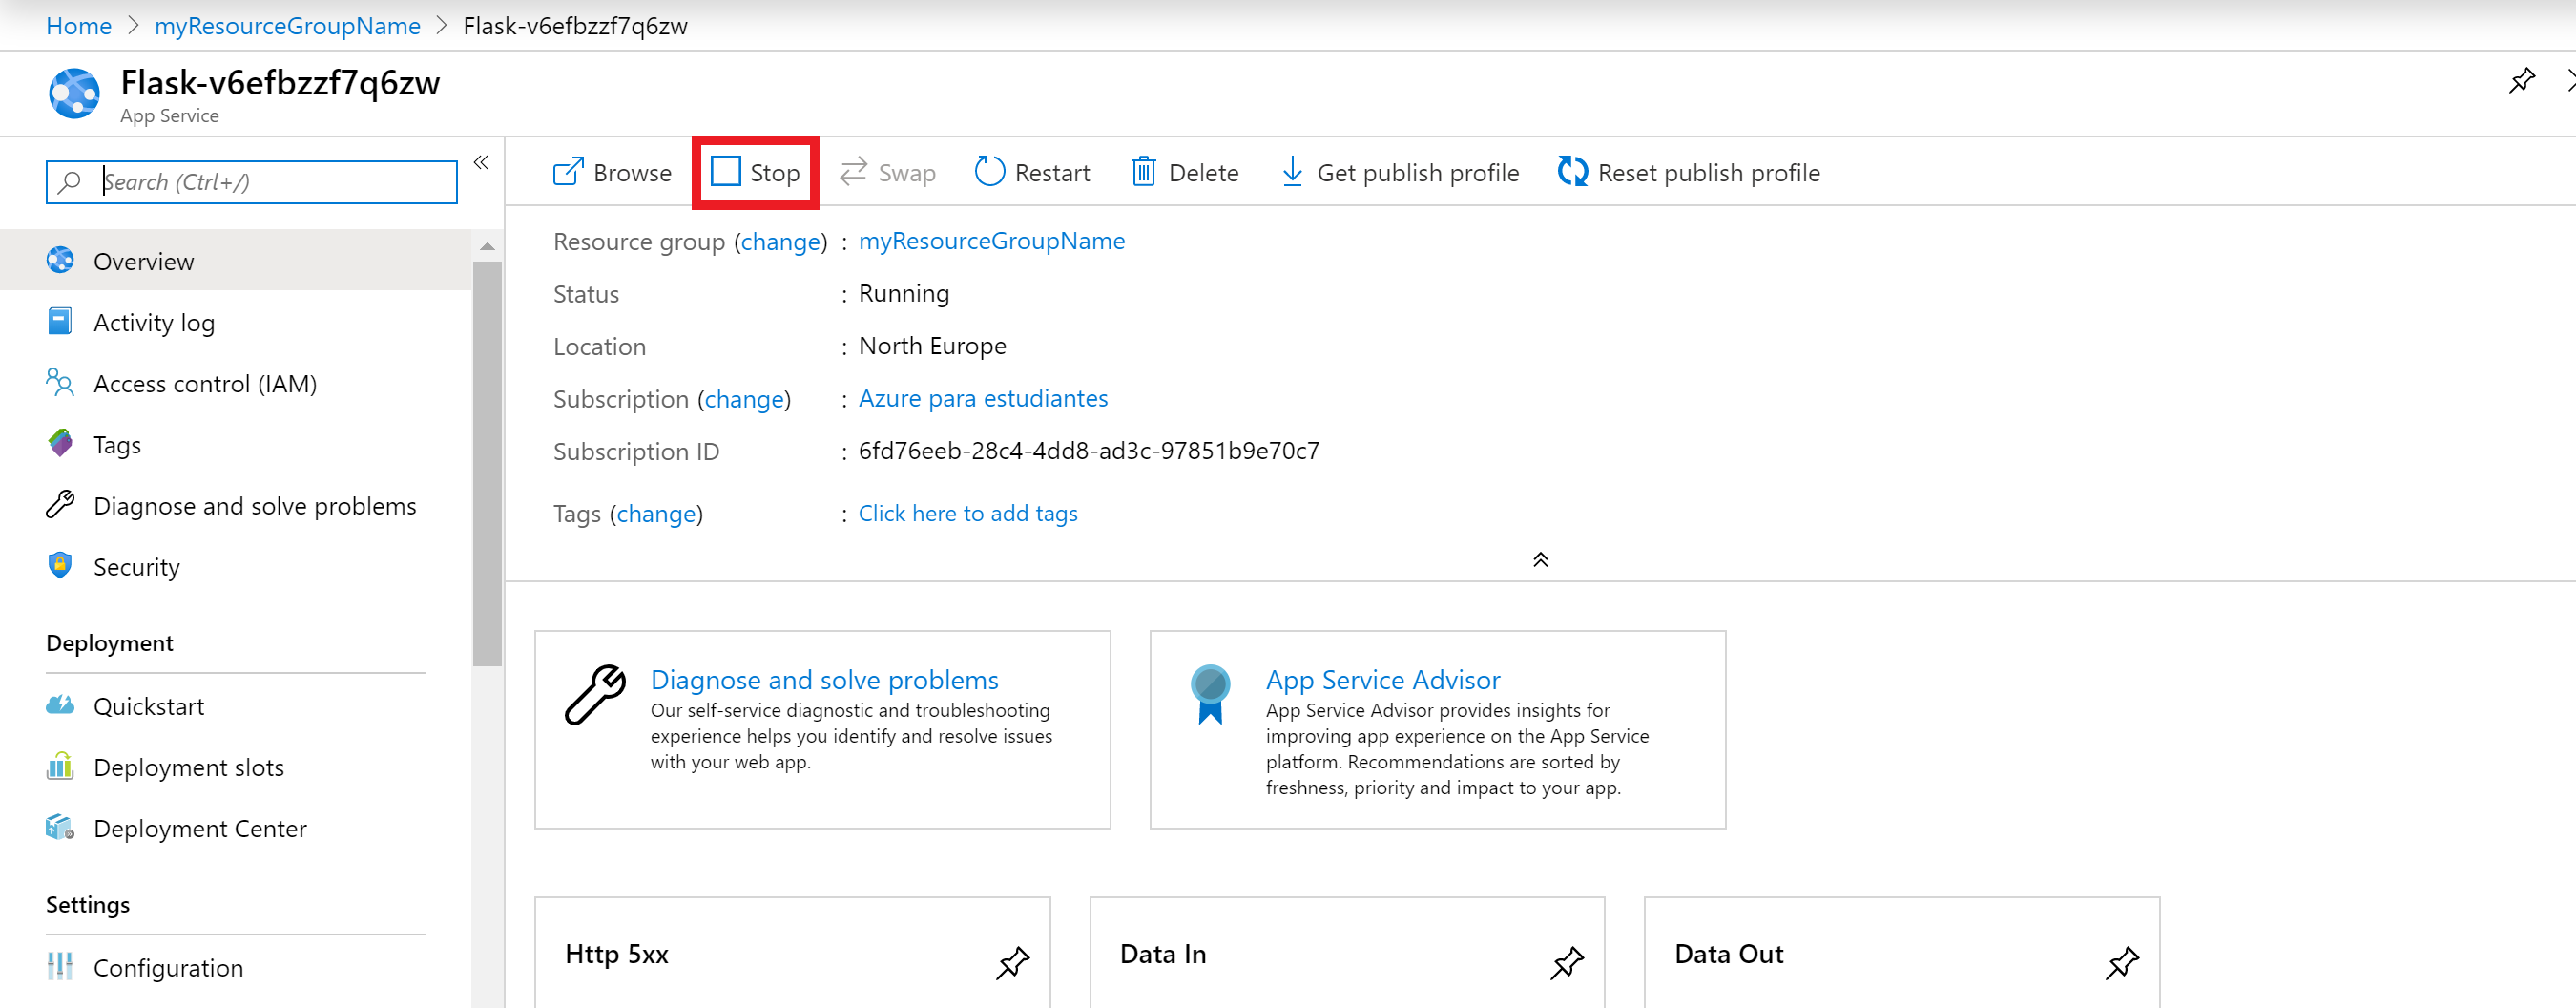 Home > myResourceGroupName > Flask-v6efbzzf7q6zw
Flask-v6efbzzf7q6zw
App Service
Search (Ctrl+/)
Overview
Activity log
Access control (IAM)
Tags
Diagnose and solve problems
Security
Deployment
Quickstart
Deployment slots
Deployment Center
Settings
Configuration
Browse Stop Swap Restart Delete Get publish profile Reset publish profile
Resource group (change) : myResourceGroupName
Status : Running
Location : North Europe
Subscription (change) : Azure para estudiantes
Subscription ID : 6fd76eeb-28c4-4dd8-ad3c-97851b9e70c7
Tags (change) : Click here to add tags
Diagnose and solve problems
Our self-service diagnostic and troubleshooting
experience helps you identify and resolve issues
with your web app.
App Service Advisor
App Service Advisor provides insights for
improving app experience on the App Service
platform. Recommendations are sorted by
freshness, priority and impact to your app.
Http 5xx
Data In
Data Out